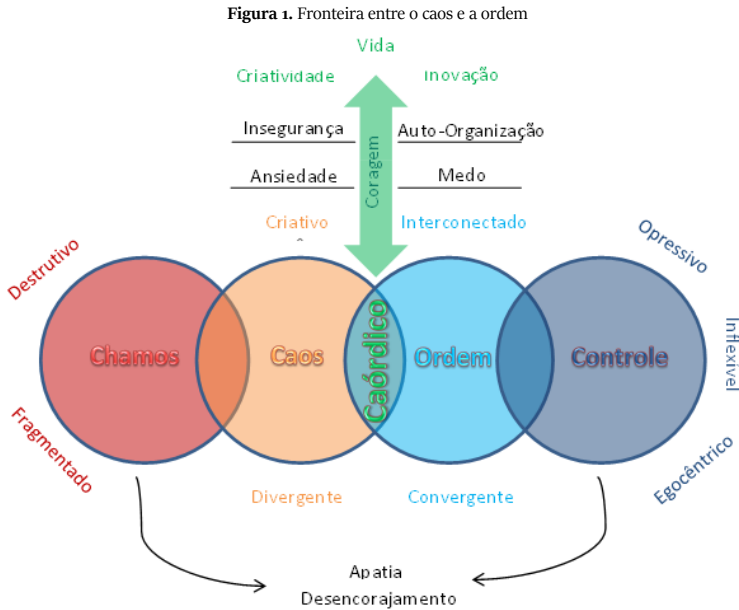 Figura 1. Fronteira entre o caos e a ordem
Vida
Criatividade
Inovação
Insegurança
Auto-Organização
Coragem
Ansiedade
Medo
Criativo
Interconectado
Destrutivo
Opressivo
Chamos
Caos
Caórdico
Ordem
Controle
Inflexivel
Fragmentado
Egocêntrico
Divergente
Convergente
Apatia
Desencorajamento